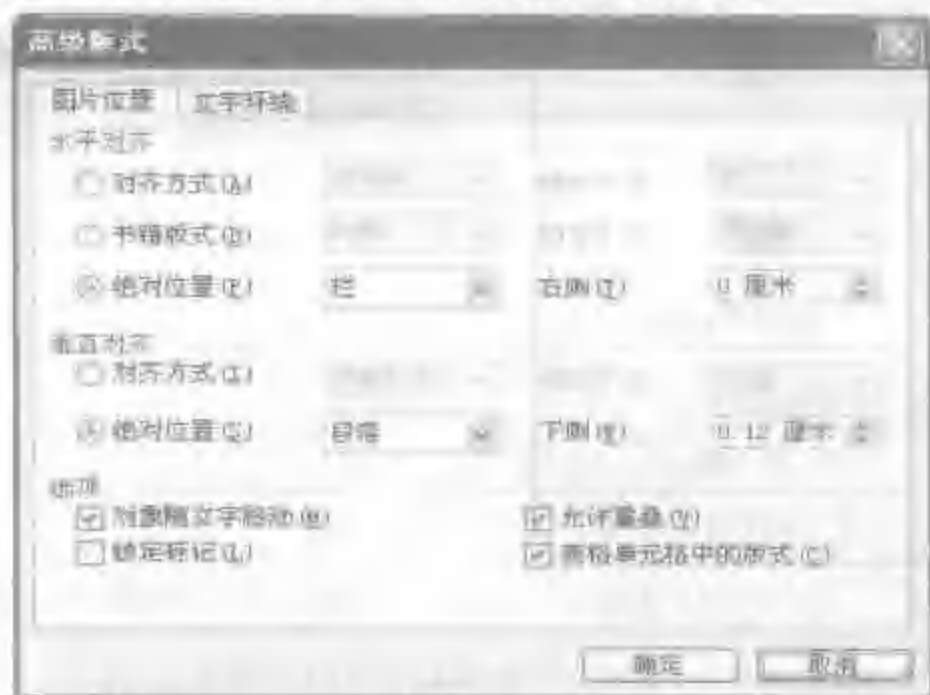 高级版式
图片位置 文字环绕
水平对齐
对齐方式(A)
书籍版式(B)
绝对位置(P) 栏 右侧(T) 0 厘米
垂直对齐
对齐方式(I)
绝对位置(S) 段落 下侧(W) 0.12 厘米
选项
对象随文字移动(M) 允许重叠(V)
锁定标记(L) 表格单元格中的版式(C)
确定 取消